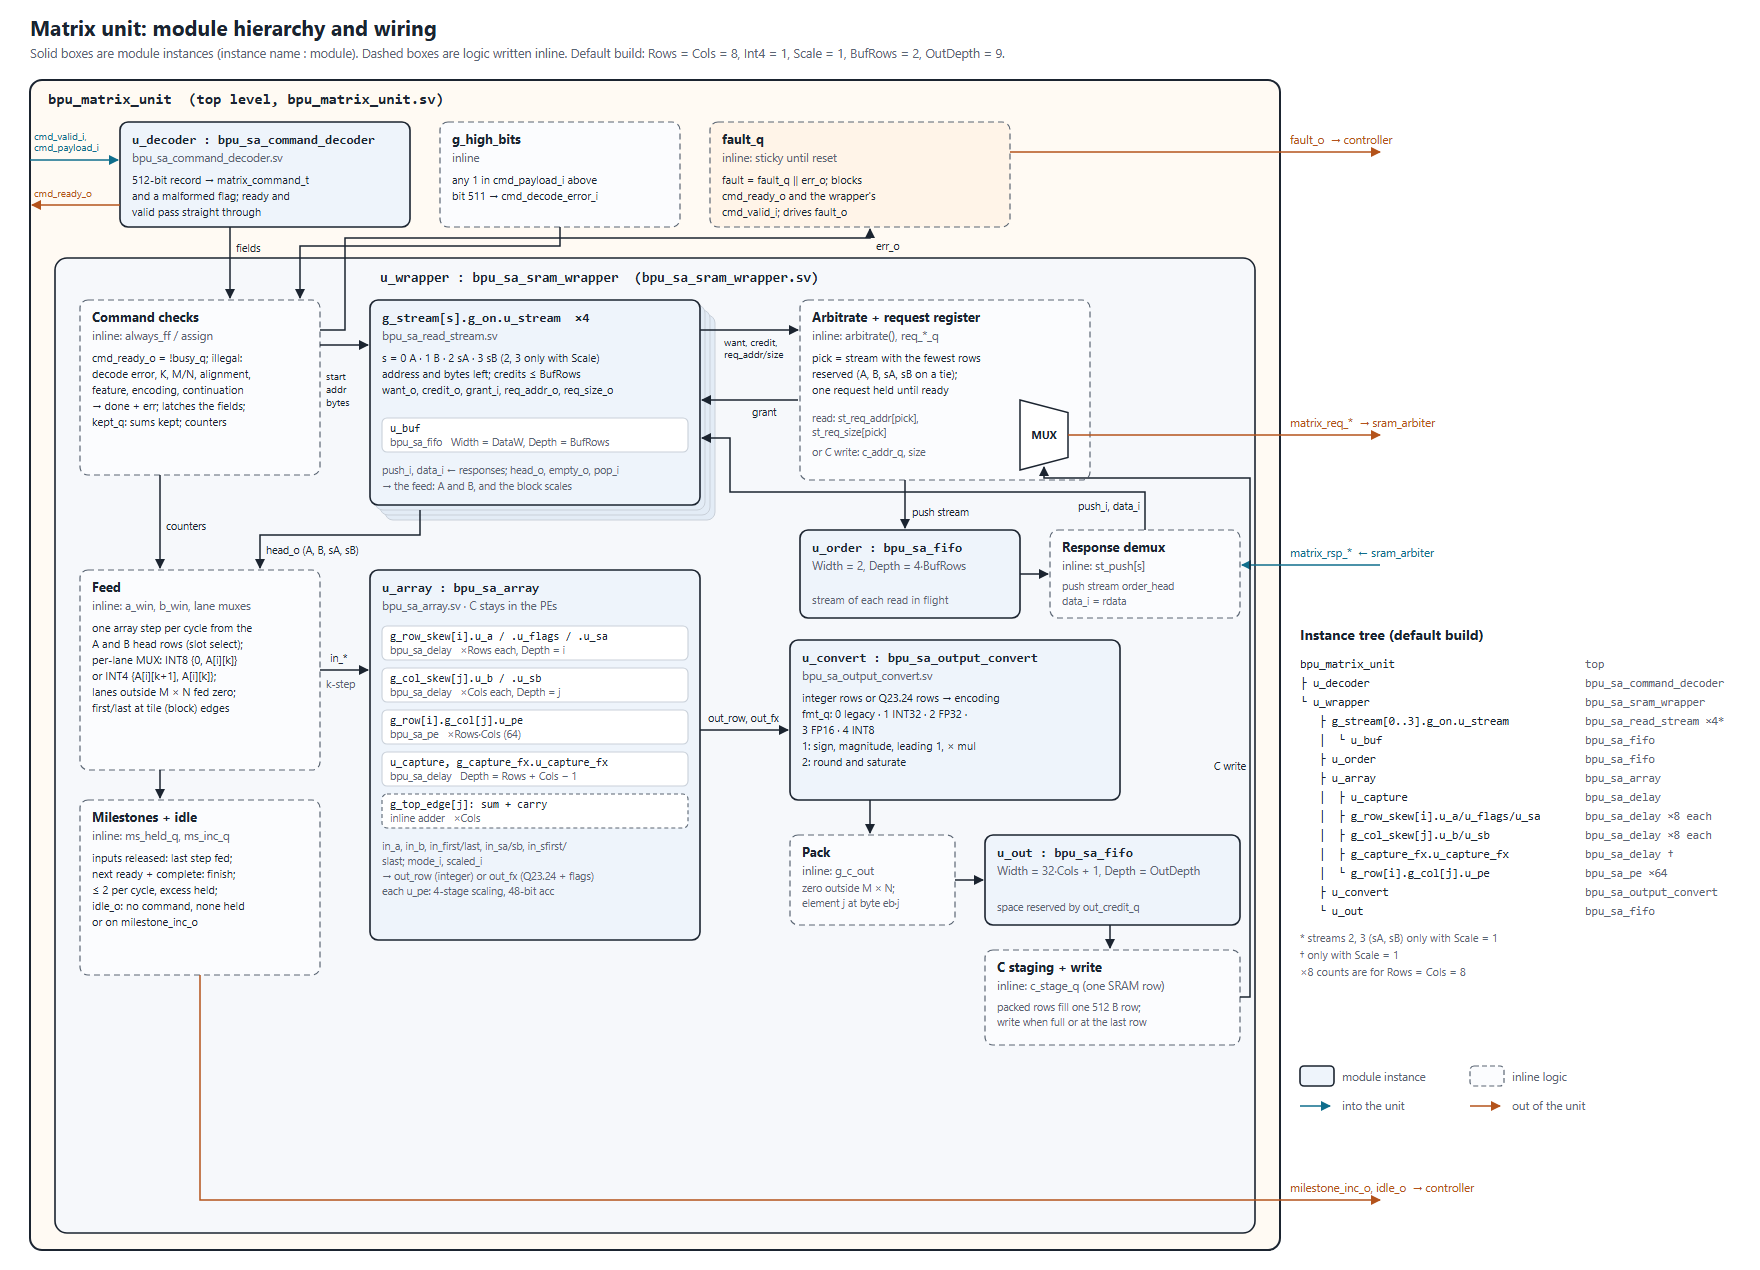 Matrix unit: module hierarchy and wiring
Solid boxes are module instances (instance name : module). Dashed boxes are logic written inline. Default build: Rows = Cols = 8, Int4 = 1, Scale = 1, BufRows = 2, OutDepth = 9.
bpu_matrix_unit (top level, bpu_matrix_unit.sv)
cmd_valid_i,
cmd_payload_i
cmd_ready_o
u_decoder : bpu_sa_command_decoder
bpu_sa_command_decoder.sv
512-bit record → matrix_command_t
and a malformed flag; ready and
valid pass straight through
g_high_bits
inline
any 1 in cmd_payload_i above
bit 511 → cmd_decode_error_i
fault_q
inline: sticky until reset
fault = fault_q || err_o; blocks
cmd_ready_o and the wrapper's
cmd_valid_i; drives fault_o
fault_o → controller
fields
err_o
u_wrapper : bpu_sa_sram_wrapper (bpu_sa_sram_wrapper.sv)
Command checks
inline: always_ff / assign
cmd_ready_o = !busy_q; illegal:
decode error, K, M/N, alignment,
feature, encoding, continuation
→ done + err; latches the fields;
kept_q: sums kept; counters
start
addr
bytes
g_stream[s].g_on.u_stream ×4
bpu_sa_read_stream.sv
s = 0 A · 1 B · 2 sA · 3 sB (2, 3 only with Scale)
address and bytes left; credits ≤ BufRows
want_o, credit_o, grant_i, req_addr_o, req_size_o
u_buf
bpu_sa_fifo Width = DataW, Depth = BufRows
push_i, data_i ← responses; head_o, empty_o, pop_i
→ the feed: A and B, and the block scales
want, credit,
req_addr/size
grant
Arbitrate + request register
inline: arbitrate(), req_*_q
pick = stream with the fewest rows
reserved (A, B, sA, sB on a tie);
one request held until ready
read: st_req_addr[pick],
st_req_size[pick]
or C write: c_addr_q, size
MUX
matrix_req_* → sram_arbiter
counters
head_o (A, B, sA, sB)
push stream
push_i, data_i
u_order : bpu_sa_fifo
Width = 2, Depth = 4·BufRows
stream of each read in flight
Response demux
inline: st_push[s]
push stream order_head
data_i = rdata
matrix_rsp_* ← sram_arbiter
Feed
inline: a_win, b_win, lane muxes
one array step per cycle from the
A and B head rows (slot select);
per-lane MUX: INT8 {0, A[i][k]}
or INT4 {A[i][k+1], A[i][k]};
lanes outside M × N fed zero;
first/last at tile (block) edges
in_*
k-step
u_array : bpu_sa_array
bpu_sa_array.sv · C stays in the PEs
g_row_skew[i].u_a / .u_flags / .u_sa
bpu_sa_delay ×Rows each, Depth = i
g_col_skew[j].u_b / .u_sb
bpu_sa_delay ×Cols each, Depth = j
g_row[i].g_col[j].u_pe
bpu_sa_pe ×Rows·Cols (64)
u_capture, g_capture_fx.u_capture_fx
bpu_sa_delay Depth = Rows + Cols − 1
g_top_edge[j]: sum + carry
inline adder ×Cols
in_a, in_b, in_first/last, in_sa/sb, in_sfirst/
slast; mode_i, scaled_i
→ out_row (integer) or out_fx (Q23.24 + flags)
each u_pe: 4-stage scaling, 48-bit acc
out_row, out_fx
u_convert : bpu_sa_output_convert
bpu_sa_output_convert.sv
integer rows or Q23.24 rows → encoding
fmt_q: 0 legacy · 1 INT32 · 2 FP32 ·
3 FP16 · 4 INT8
1: sign, magnitude, leading 1, × mul
2: round and saturate
C write
Milestones + idle
inline: ms_held_q, ms_inc_q
inputs released: last step fed;
next ready + complete: finish;
≤ 2 per cycle, excess held;
idle_o: no command, none held
or on milestone_inc_o
Pack
inline: g_c_out
zero outside M × N;
element j at byte eb·j
u_out : bpu_sa_fifo
Width = 32·Cols + 1, Depth = OutDepth
space reserved by out_credit_q
C staging + write
inline: c_stage_q (one SRAM row)
packed rows fill one 512 B row;
write when full or at the last row
milestone_inc_o, idle_o → controller
Instance tree (default build)
bpu_matrix_unit top
├ u_decoder bpu_sa_command_decoder
└ u_wrapper bpu_sa_sram_wrapper
├ g_stream[0..3].g_on.u_stream bpu_sa_read_stream ×4*
│ └ u_buf bpu_sa_fifo
├ u_order bpu_sa_fifo
├ u_array bpu_sa_array
│ ├ u_capture bpu_sa_delay
│ ├ g_row_skew[i].u_a/u_flags/u_sa bpu_sa_delay ×8 each
│ ├ g_col_skew[j].u_b/u_sb bpu_sa_delay ×8 each
│ ├ g_capture_fx.u_capture_fx bpu_sa_delay †
│ └ g_row[i].g_col[j].u_pe bpu_sa_pe ×64
├ u_convert bpu_sa_output_convert
└ u_out bpu_sa_fifo
* streams 2, 3 (sA, sB) only with Scale = 1
† only with Scale = 1
×8 counts are for Rows = Cols = 8
module instance
inline logic
into the unit
out of the unit